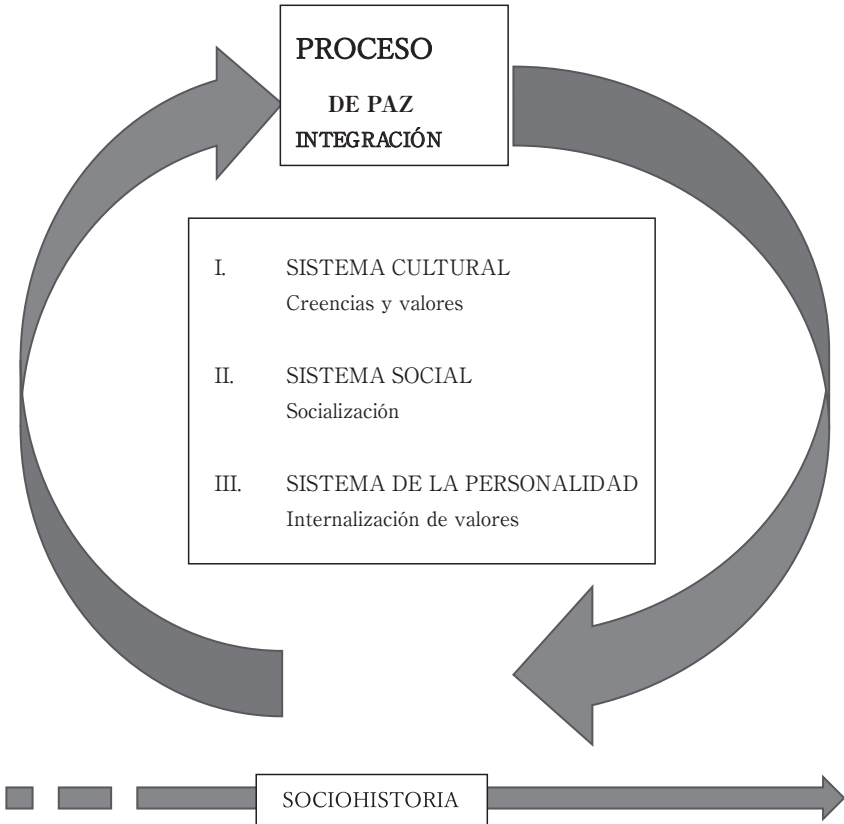 PROCESO
DE PAZ
INTEGRACIÓN
I. SISTEMA CULTURAL
Creencias y valores
II. SISTEMA SOCIAL
Socialización
III. SISTEMA DE LA PERSONALIDAD
Internalización de valores
SOCIOHISTORIA